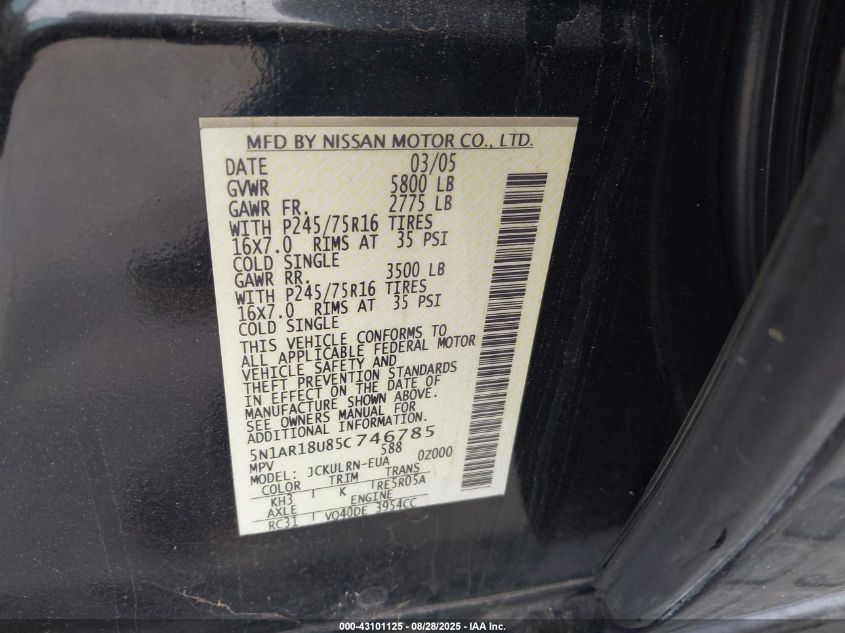 MFD BY NISSAN MOTOR CO., LTD.
DATE 03/05
GVWR 5800 LB
GAWR FR. 2775 LB
WITH P245/75R16 TIRES
16X7.0 RIMS AT 35 PSI
COLD SINGLE
GAWR RR. 3500 LB
WITH P245/75R16 TIRES
16X7.0 RIMS AT 35 PSI
COLD SINGLE
THIS VEHICLE CONFORMS TO
ALL APPLICABLE FEDERAL MOTOR
VEHICLE SAFETY AND
THEFT PREVENTION STANDARDS
IN EFFECT ON THE DATE OF
MANUFACTURE SHOWN ABOVE.
SEE OWNERS MANUAL FOR
ADDITIONAL INFORMATION.
5N1AR18U85C746785
MPV 588
MODEL: JCKULRN-EUA 0Z000
COLOR TRIM TRANS
KH3 K RE5R05A
AXLE ENGINE
RC31 VQ40DE 3954CC
000-43101125 - 08/28/2025 - IAA Inc.